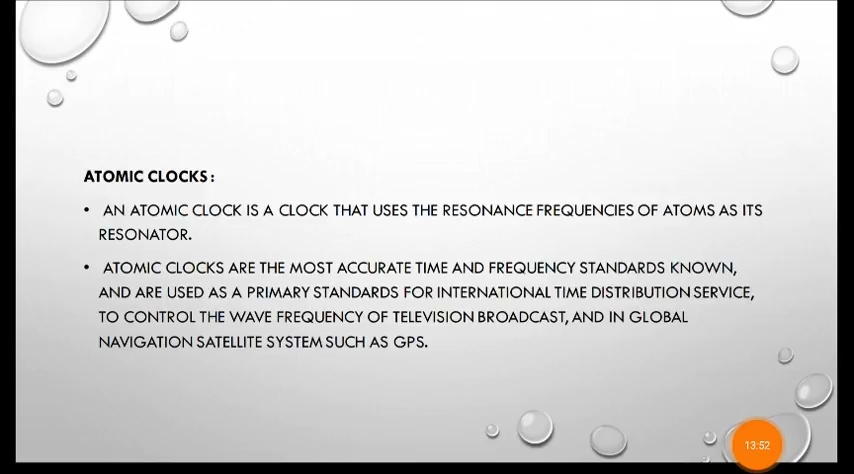 ATOMIC CLOCKS :
• AN ATOMIC CLOCK IS A CLOCK THAT USES THE RESONANCE FREQUENCIES OF ATOMS AS ITS
RESONATOR.
• ATOMIC CLOCKS ARE THE MOST ACCURATE TIME AND FREQUENCY STANDARDS KNOWN,
AND ARE USED AS A PRIMARY STANDARDS FOR INTERNATIONAL TIME DISTRIBUTION SERVICE,
TO CONTROL THE WAVE FREQUENCY OF TELEVISION BROADCAST, AND IN GLOBAL
NAVIGATION SATELLITE SYSTEM SUCH AS GPS.
13:52